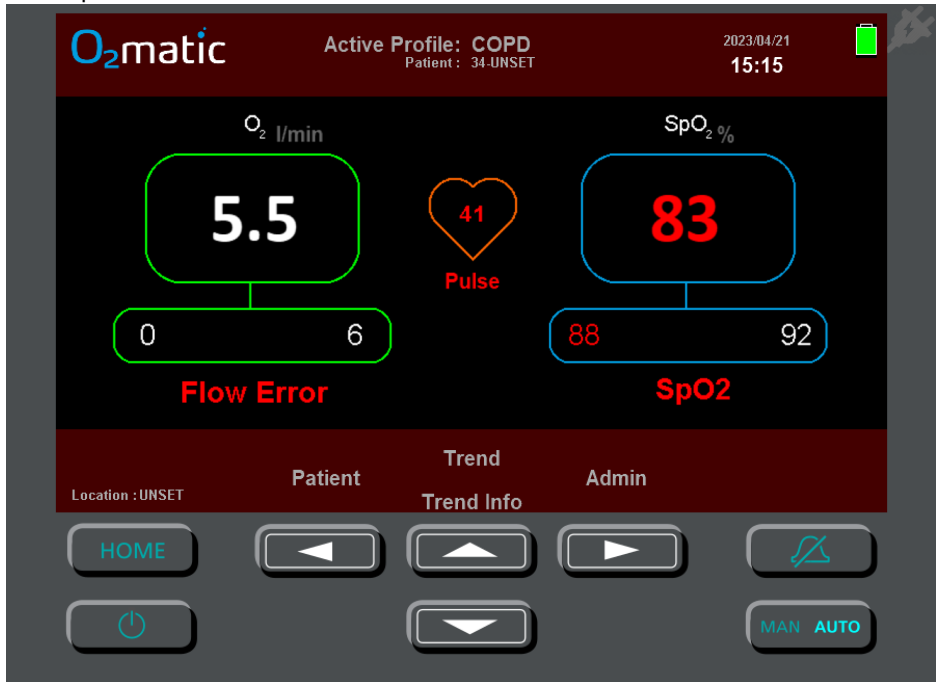 O2matic
Active Profile: COPD
Patient : 34-UNSET
2023/04/21
15:15
O2 l/min
SpO2 %
5.5
41
83
Pulse
0 6
88 92
Flow Error
SpO2
Trend
Patient
Admin
Location : UNSET
Trend Info
HOME
MAN AUTO